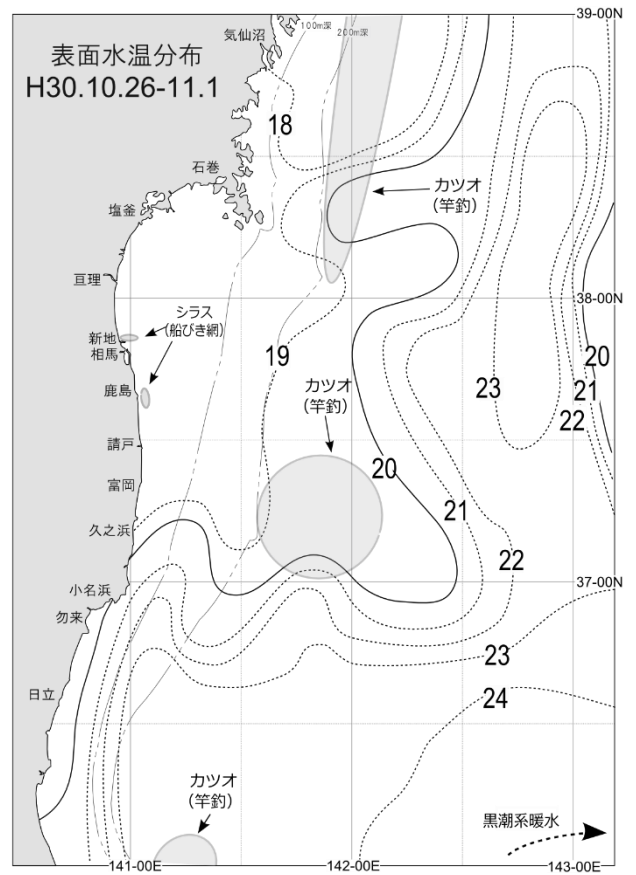 39-00N
表面水温分布
H30.10.26-11.1
気仙沼
100m深
200m深
18
石巻
カツオ
(竿釣)
塩釜
亘理
38-00N
シラス
(船びき網)
新地
相馬
19
20
鹿島
カツオ
(竿釣)
23
21
22
請戸
20
富岡
21
久之浜
22
小名浜
37-00N
勿来
23
日立
24
カツオ
(竿釣)
黒潮系暖水
141-00E
142-00E
143-00E